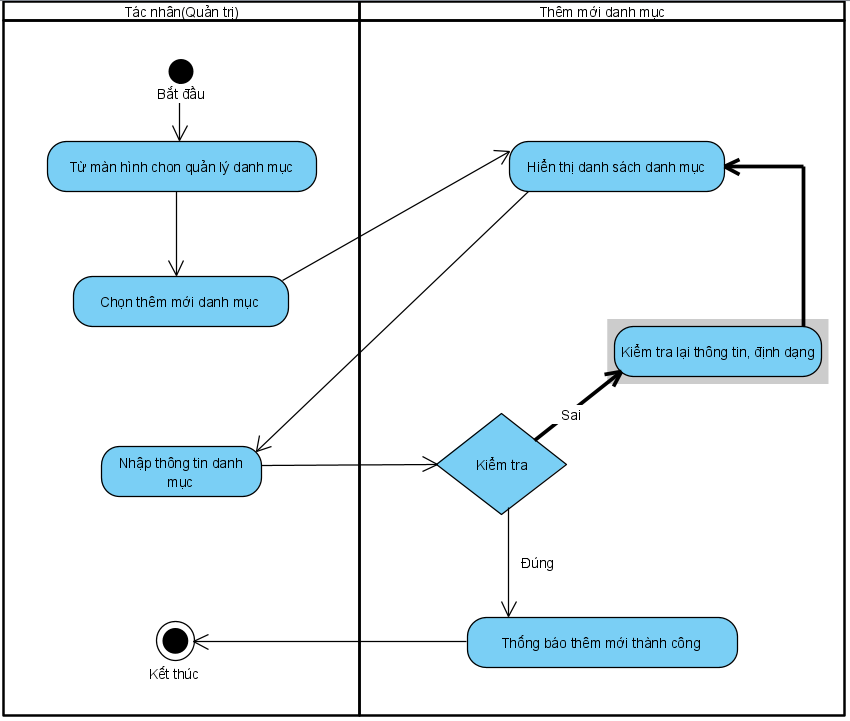 Tác nhân(Quản trị)
Thêm mới danh mục
Bắt đầu
Từ màn hình chon quản lý danh mục
Hiển thị danh sách danh mục
Chọn thêm mới danh mục
Kiểm tra lại thông tin, định dạng
Sai
Nhập thông tin danh
mục
Kiểm tra
Đúng
Thống báo thêm mới thành công
Kết thúc